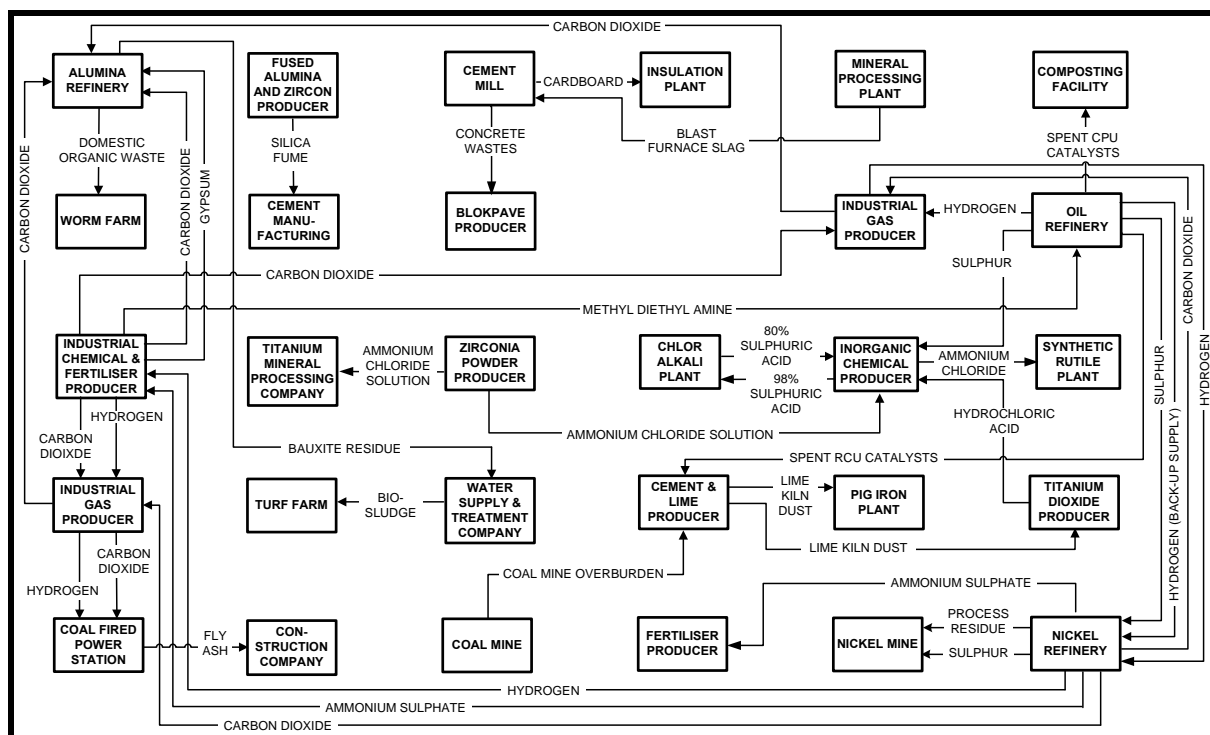 CARBON DIOXIDE
ALUMINA
REFINERY
FUSED
ALUMINA
AND ZIRCON
PRODUCER
CEMENT
MILL
CARDBOARD
INSULATION
PLANT
MINERAL
PROCESSING
PLANT
COMPOSTING
FACILITY
DOMESTIC
ORGANIC WASTE
SILICA
FUME
CONCRETE
WASTES
BLAST
FURNACE SLAG
SPENT CPU
CATALYSTS
CARBON DIOXIDE
CARBON DIOXIDE
GYPSUM
WORM FARM
CEMENT
MANU-
FACTURING
BLOKPAVE
PRODUCER
INDUSTRIAL
GAS
PRODUCER
HYDROGEN
OIL
REFINERY
SULPHUR
CARBON DIOXIDE
CARBON DIOXIDE
HYDROGEN
METHYL DIETHYL AMINE
INDUSTRIAL
CHEMICAL &
FERTILISER
PRODUCER
TITANIUM
MINERAL
PROCESSING
COMPANY
AMMONIUM
CHLORIDE
SOLUTION
ZIRCONIA
POWDER
PRODUCER
CHLOR
ALKALI
PLANT
80%
SULPHURIC
ACID
98%
SULPHURIC
ACID
INORGANIC
CHEMICAL
PRODUCER
AMMONIUM
CHLORIDE
SYNTHETIC
RUTILE
PLANT
SULPHUR
HYDROGEN (BACK-UP SUPPLY)
HYDROGEN
CARBON
DIOIXDE
HYDROCHLORIC
ACID
AMMONIUM CHLORIDE SOLUTION
BAUXITE RESIDUE
SPENT RCU CATALYSTS
INDUSTRIAL
GAS
PRODUCER
TURF FARM
BIO-
SLUDGE
WATER
SUPPLY &
TREATMENT
COMPANY
CEMENT &
LIME
PRODUCER
LIME
KILN
DUST
PIG IRON
PLANT
TITANIUM
DIOXIDE
PRODUCER
LIME KILN DUST
CARBON
DIOXIDE
HYDROGEN
COAL MINE OVERBURDEN
AMMONIUM SULPHATE
COAL FIRED
POWER
STATION
FLY
ASH
CON-
STRUCTION
COMPANY
COAL MINE
FERTILISER
PRODUCER
NICKEL MINE
PROCESS
RESIDUE
SULPHUR
NICKEL
REFINERY
HYDROGEN
AMMONIUM SULPHATE
CARBON DIOXIDE